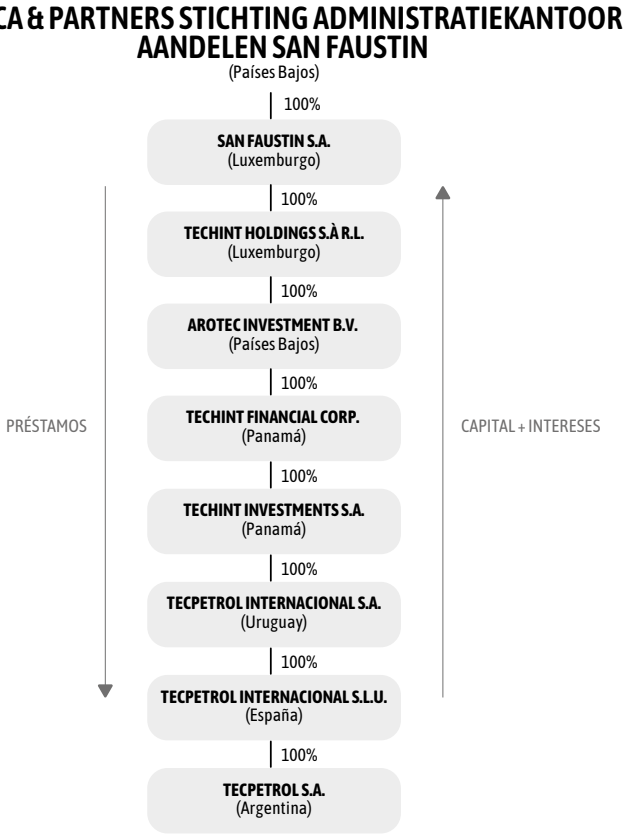 CA & PARTNERS STICHTING ADMINISTRATIEKANTOOR
AANDELEN SAN FAUSTIN
(Países Bajos)
100%
SAN FAUSTIN S.A.
(Luxemburgo)
100%
TECHINT HOLDINGS S.À R.L.
(Luxemburgo)
100%
AROTEC INVESTMENT B.V.
(Países Bajos)
100%
PRÉSTAMOS
TECHINT FINANCIAL CORP.
(Panamá)
CAPITAL + INTERESES
100%
TECHINT INVESTMENTS S.A.
(Panamá)
100%
TECPETROL INTERNACIONAL S.A.
(Uruguay)
100%
TECPETROL INTERNACIONAL S.L.U.
(España)
100%
TECPETROL S.A.
(Argentina)